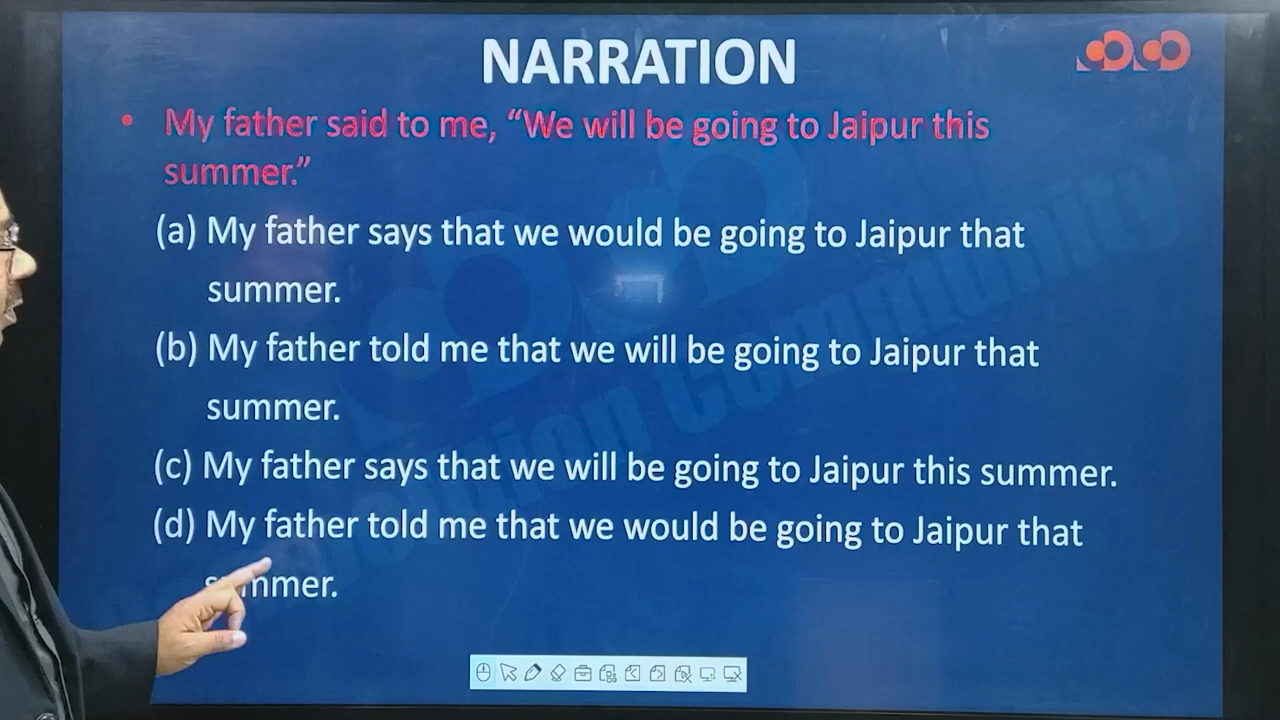 NARRATION
• My father said to me, “We will be going to Jaipur this
summer.”
(a) My father says that we would be going to Jaipur that
summer.
(b) My father told me that we will be going to Jaipur that
summer.
(c) My father says that we will be going to Jaipur this summer.
(d) My father told me that we would be going to Jaipur that
summer.
Community